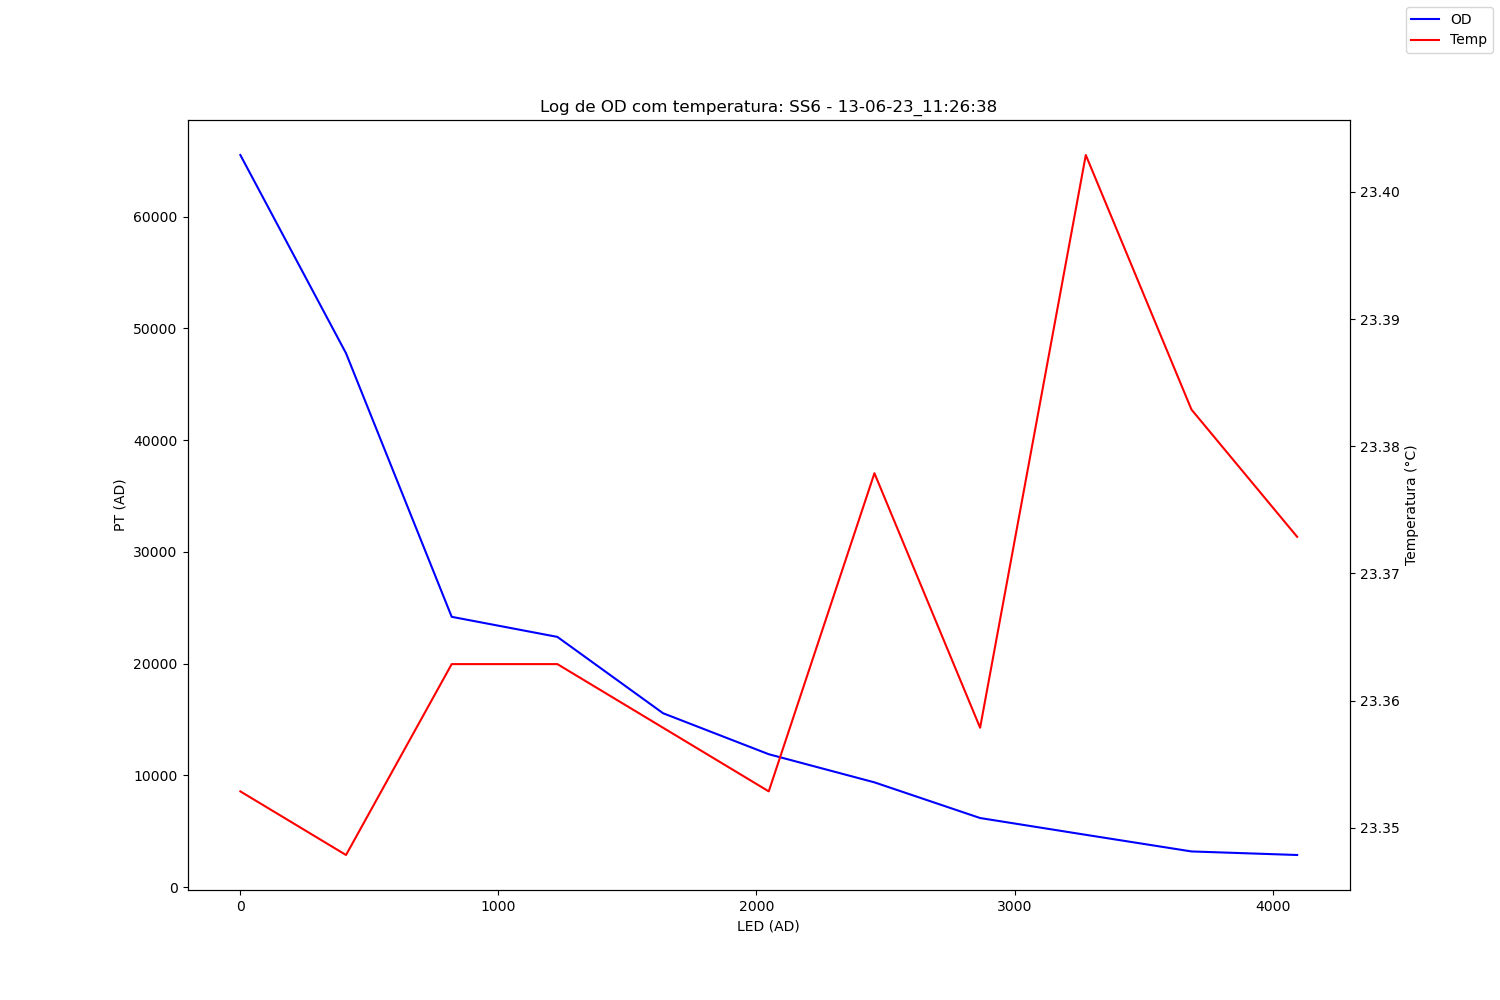 OD
Temp
Log de OD com temperatura: SS6 - 13-06-23_11:26:38
60000
50000
40000
30000
20000
10000
0
PT (AD)
23.40
23.39
23.38
23.37
23.36
23.35
Temperatura (°C)
0 1000 2000 3000 4000
LED (AD)